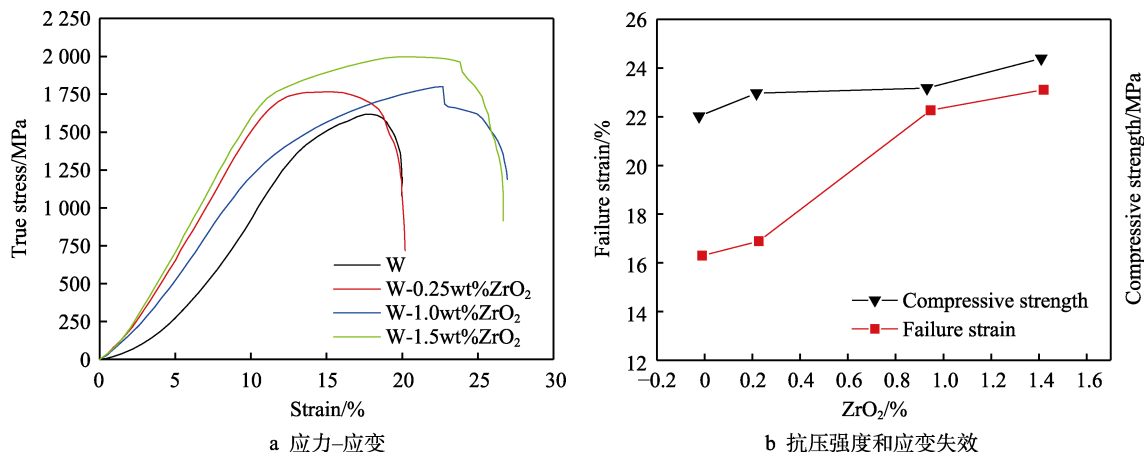 True stress/MPa
2 250
2 000
1 750
1 500
1 250
1 000
750
500
250
0
0
5
10
15
20
25
30
Strain/%
W
W-0.25wt%ZrO₂
W-1.0wt%ZrO₂
W-1.5wt%ZrO₂
a 应力–应变
Failure strain/%
26
24
22
20
18
16
14
12
−0.2
0
0.2
0.4
0.6
0.8
1.0
1.2
1.4
1.6
ZrO₂/%
Compressive strength/MPa
Compressive strength
Failure strain
b 抗压强度和应变失效